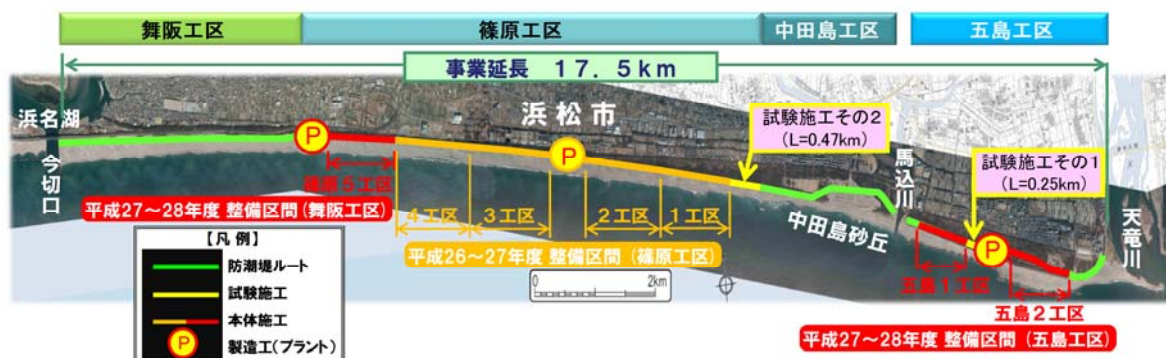 舞阪工区
篠原工区
中田島工区
五島工区
事業延長 17.5km
浜名湖
今切口
浜松市
試験施工その2
(L=0.47km)
馬込川
試験施工その1
(L=0.25km)
天竜川
P
P
P
篠原5工区
平成27~28年度 整備区間(舞阪工区)
4工区
3工区
2工区
1工区
平成26~27年度 整備区間(篠原工区)
中田島砂丘
五島1工区
五島2工区
平成27~28年度 整備区間(五島工区)
0
2km
【凡例】
防潮堤ルート
試験施工
本体施工
P 製造工(プラント)